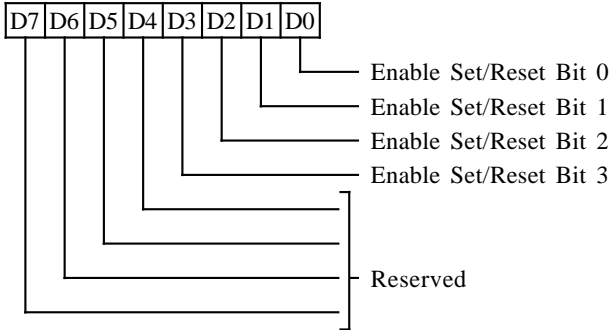 D7 D6 D5 D4 D3 D2 D1 D0
Enable Set/Reset Bit 0
Enable Set/Reset Bit 1
Enable Set/Reset Bit 2
Enable Set/Reset Bit 3
Reserved